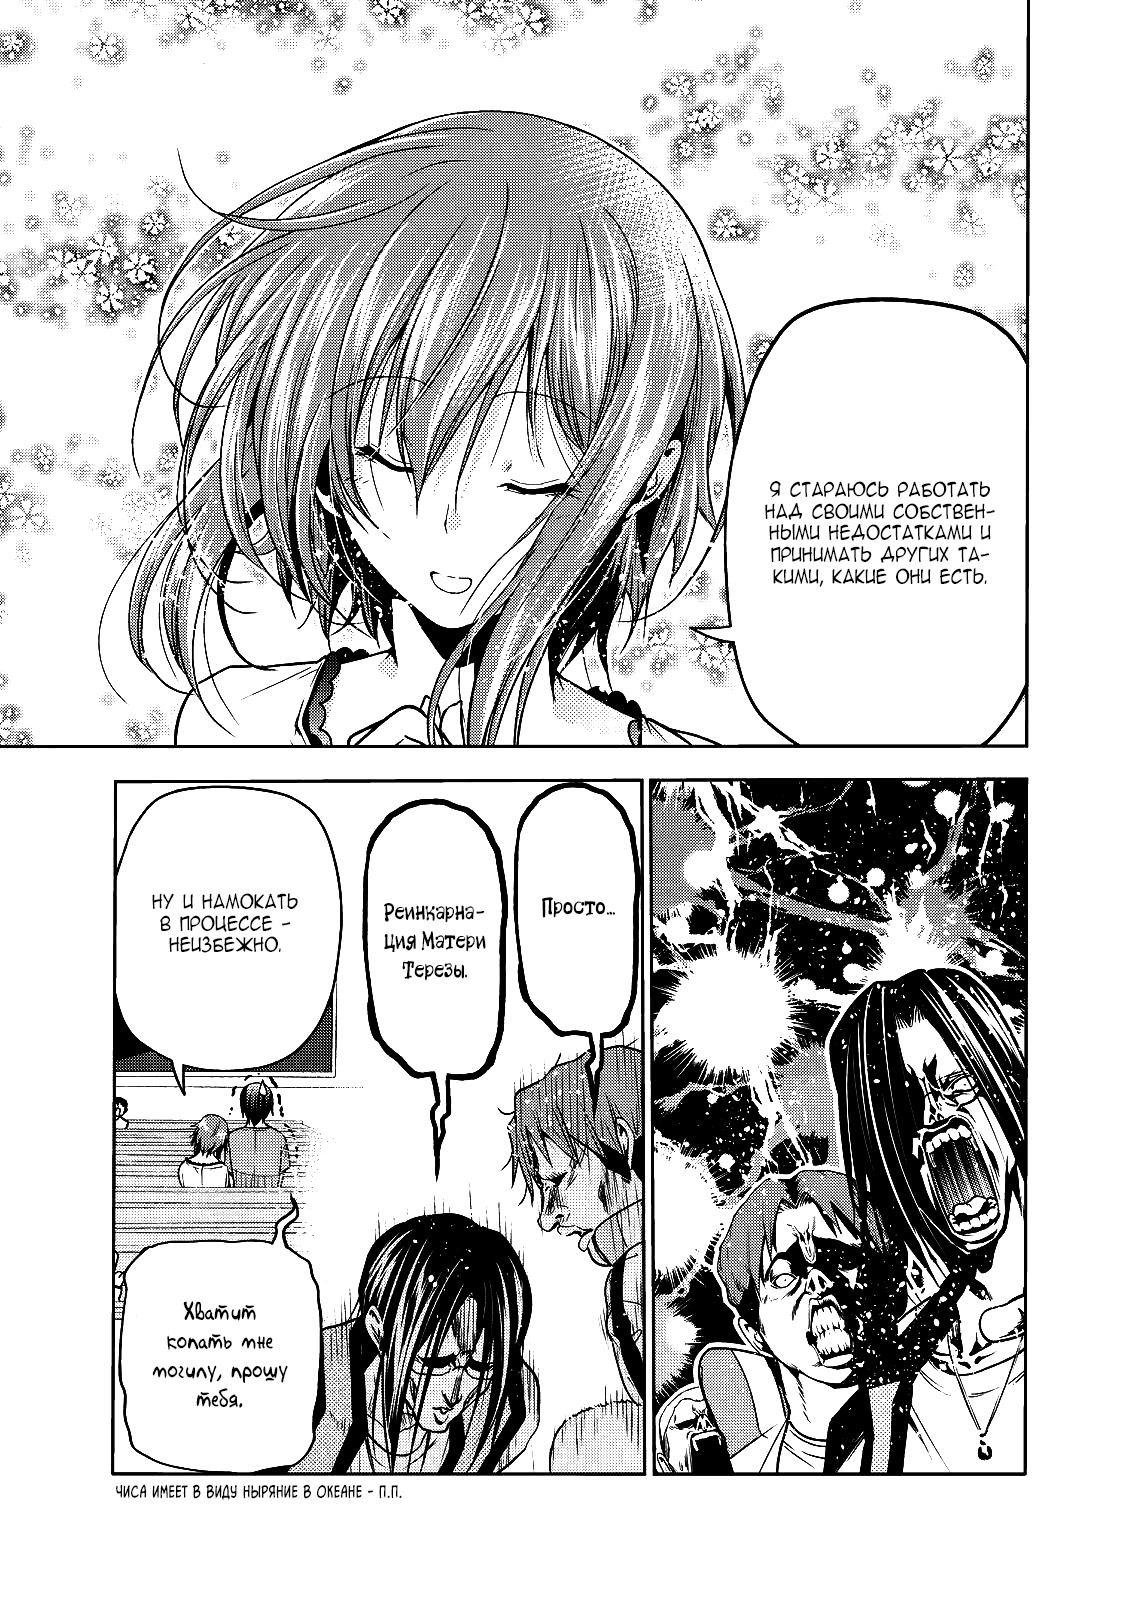 Я СТАРАЮСЬ РАБОТАТЬ
НАД СВОИМИ СОБСТВЕН-
НЫМИ НЕДОСТАТКАМИ И
ПРИНИМАТЬ ДРУГИХ ТА-
КИМИ, КАКИЕ ОНИ ЕСТЬ.
Просто...
Реинкарна-
ция Матери
Терезы.
НУ И НАМОКАТЬ
В ПРОЦЕССЕ -
НЕИЗБЕЖНО.
Хватит
копать мне
могилу, прошу
тебя.
ЧИСА ИМЕЕТ В ВИДУ НЫРЯНИЕ В ОКЕАНЕ - П.П.